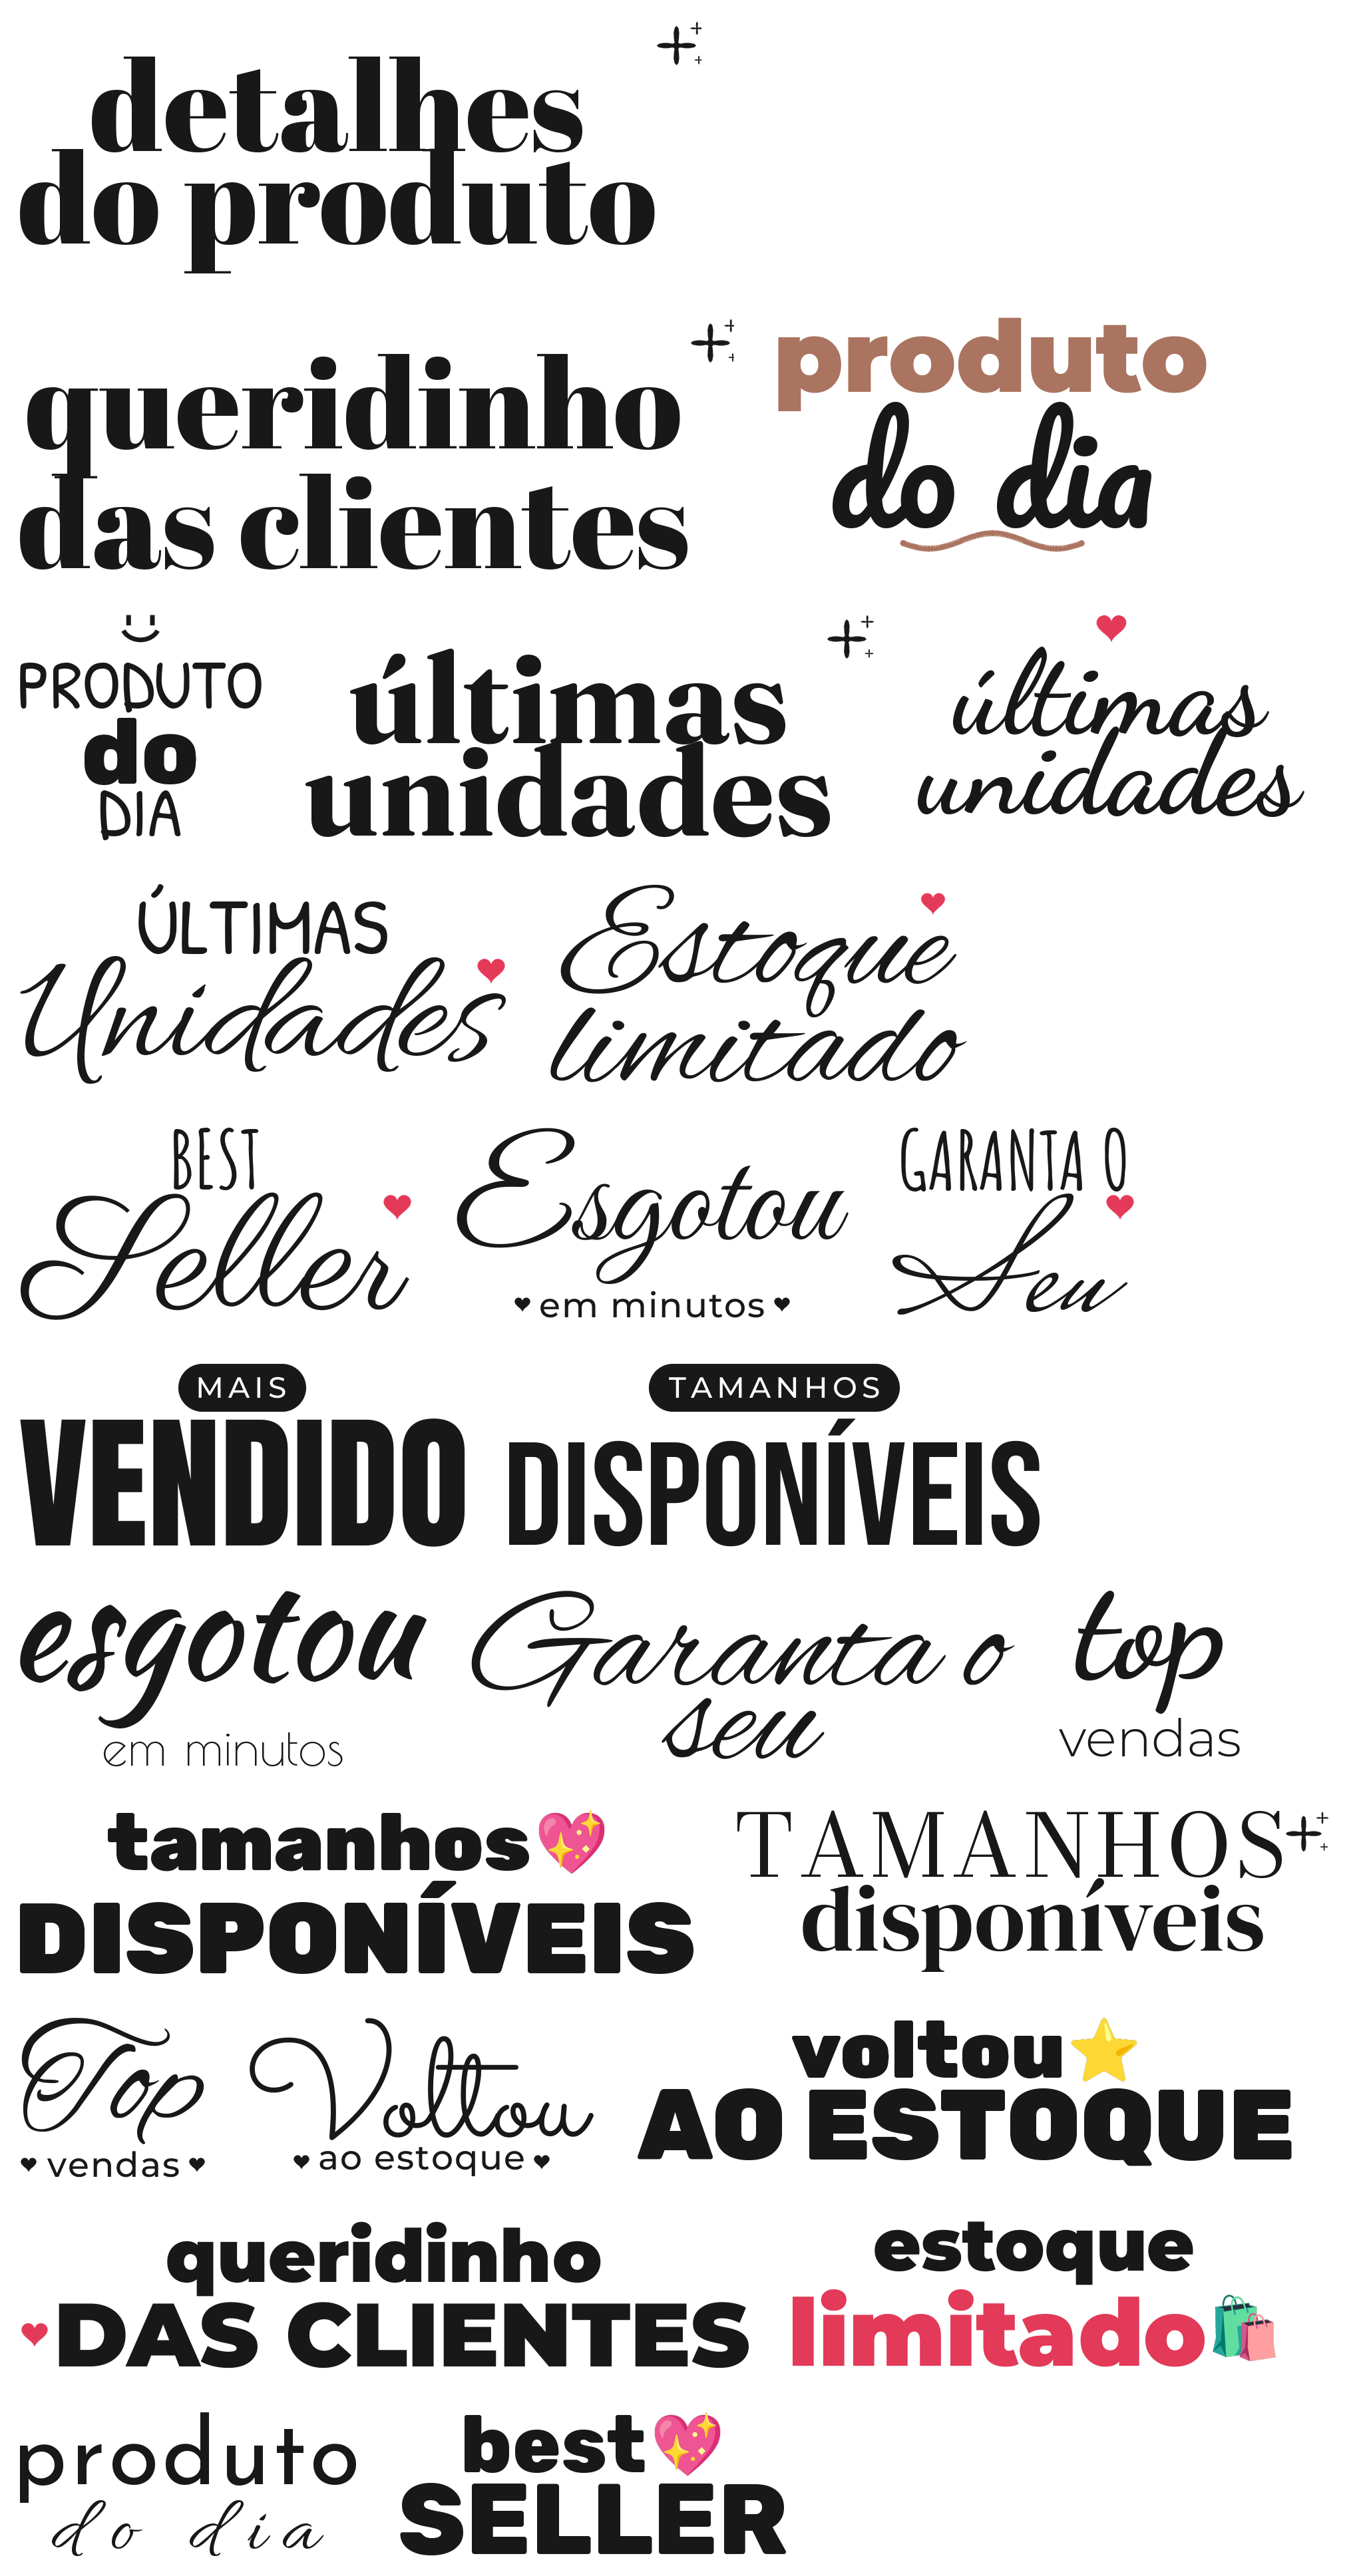 detalhes
do produto
queridinho
das clientes
produto
do dia
PRODUTO
do
DIA
últimas
unidades
últimas
unidades
ÚLTIMAS
Unidades
Estoque
limitado
BEST
Seller
Esgotou
em minutos
GARANTA O
Seu
MAIS
VENDIDO
TAMANHOS
DISPONÍVEIS
esgotou
em minutos
Garanta o
seu
top
vendas
tamanhos
DISPONÍVEIS
TAMANHOS
disponíveis
Top
vendas
Voltou
ao estoque
voltou
AO ESTOQUE
queridinho
DAS CLIENTES
estoque
limitado
produto
do dia
best
SELLER